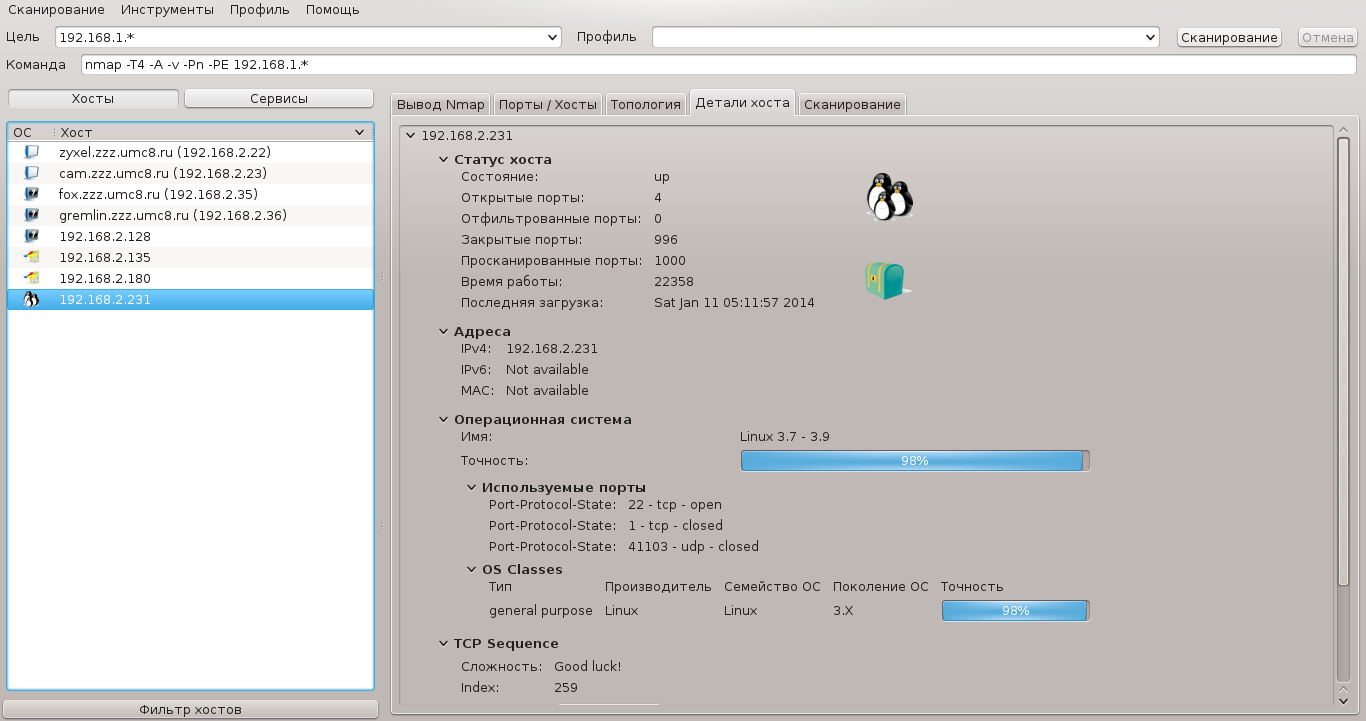 Сканирование Инструменты Профиль Помощь
Цель 192.168.1.* Профиль Сканирование Отмена
Команда nmap -T4 -A -v -Pn -PE 192.168.1.*
Хосты Сервисы
ОС Хост
zyxel.zzz.umc8.ru (192.168.2.22)
cam.zzz.umc8.ru (192.168.2.23)
fox.zzz.umc8.ru (192.168.2.35)
gremlin.zzz.umc8.ru (192.168.2.36)
192.168.2.128
192.168.2.135
192.168.2.180
192.168.2.231
Фильтр хостов
Вывод Nmap Порты / Хосты Топология Детали хоста Сканирование
192.168.2.231
Статус хоста
Состояние: up
Открытые порты: 4
Отфильтрованные порты: 0
Закрытые порты: 996
Просканированные порты: 1000
Время работы: 22358
Последняя загрузка: Sat Jan 11 05:11:57 2014
Адреса
IPv4: 192.168.2.231
IPv6: Not available
MAC: Not available
Операционная система
Имя: Linux 3.7 - 3.9
Точность: 98%
Используемые порты
Port-Protocol-State: 22 - tcp - open
Port-Protocol-State: 1 - tcp - closed
Port-Protocol-State: 41103 - udp - closed
OS Classes
Тип Производитель Семейство ОС Поколение ОС Точность
general purpose Linux Linux 3.X 98%
TCP Sequence
Сложность: Good luck!
Index: 259